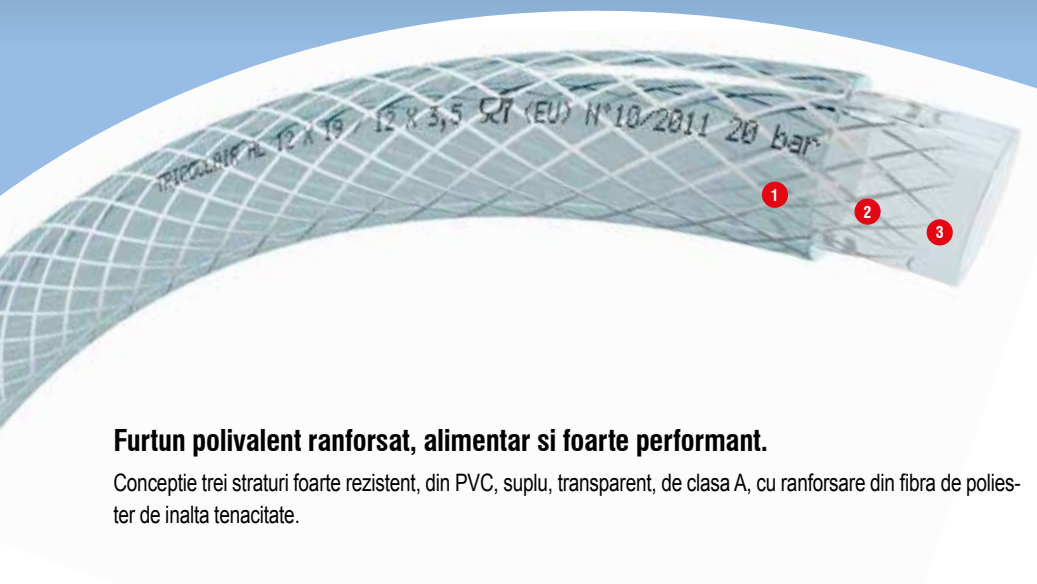 TRICOCLAIR AL 12 X 19 / 12 X 3,5 (EU) N°10/2011 20 bar
1
2
3
Furtun polivalent ranforsat, alimentar si foarte performant.
Conceptie trei straturi foarte rezistent, din PVC, suplu, transparent, de clasa A, cu ranforsare din fibra de polies-
ter de inalta tenacitate.